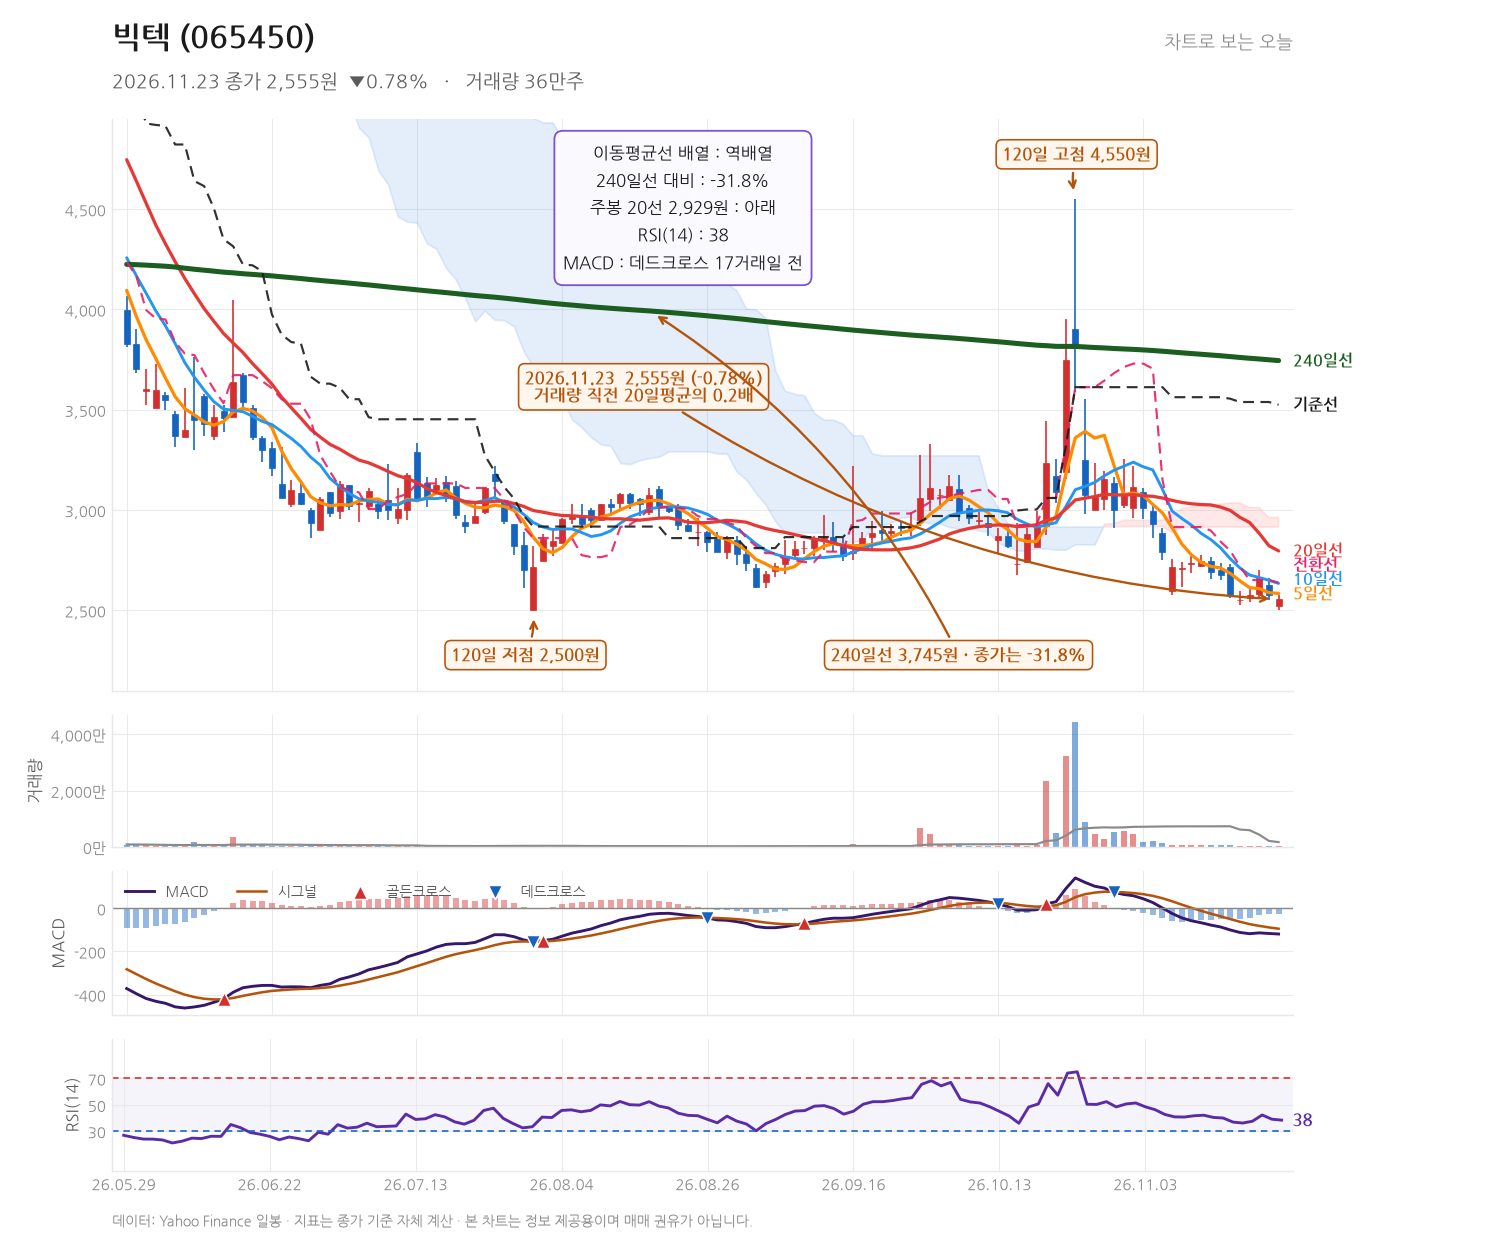 빅텍 (065450)
차트로 보는 오늘
2026.11.23 종가 2,555원 ▼0.78% · 거래량 36만주
이동평균선 배열 : 역배열
240일선 대비 : -31.8%
주봉 20선 2,929원 : 아래
RSI(14) : 38
MACD : 데드크로스 17거래일 전
120일 고점 4,550원
4,500
4,000
3,500
3,000
2,500
2026.11.23 2,555원 (-0.78%)
거래량 직전 20일평균의 0.2배
240일선
기준선
20일선
전환선
10일선
5일선
120일 저점 2,500원
240일선 3,745원 · 종가는 -31.8%
거래량
4,000만
2,000만
0만
MACD
MACD
시그널
골든크로스
데드크로스
0
-200
-400
RSI(14)
70
50
30
38
26.05.29
26.06.22
26.07.13
26.08.04
26.08.26
26.09.16
26.10.13
26.11.03
데이터: Yahoo Finance 일봉 · 지표는 종가 기준 자체 계산 · 본 차트는 정보 제공용이며 매매 권유가 아닙니다.